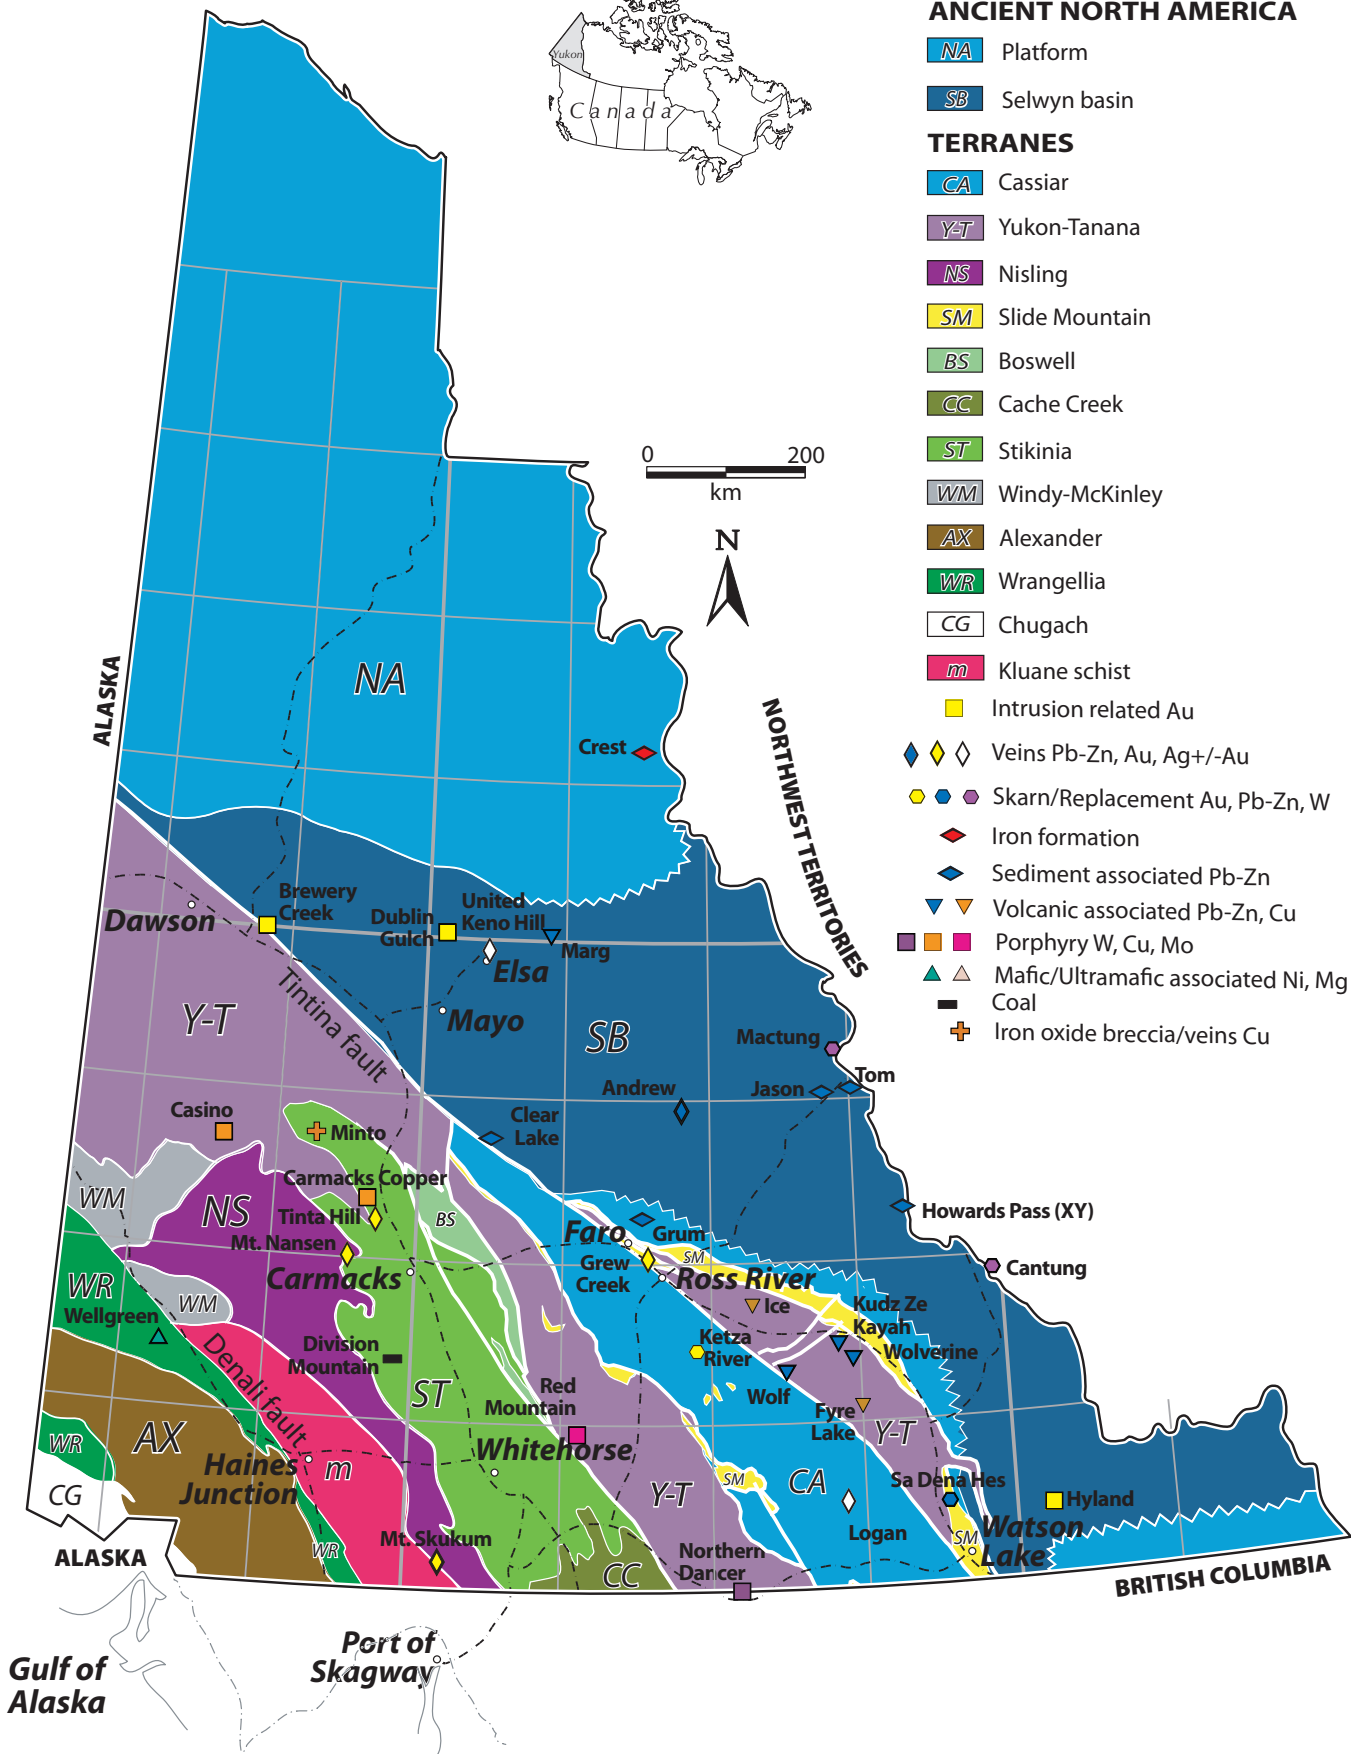 ANCIENT NORTH AMERICA
NA Platform
SB Selwyn basin
TERRANES
CA Cassiar
Y-T Yukon-Tanana
NS Nisling
SM Slide Mountain
BS Boswell
CC Cache Creek
ST Stikinia
WM Windy-McKinley
AX Alexander
WR Wrangellia
CG Chugach
m Kluane schist
Intrusion related Au
Veins Pb-Zn, Au, Ag+/-Au
Skarn/Replacement Au, Pb-Zn, W
Iron formation
Sediment associated Pb-Zn
Volcanic associated Pb-Zn, Cu
Porphyry W, Cu, Mo
Mafic/Ultramafic associated Ni, Mg
Coal
Iron oxide breccia/veins Cu
Yukon
Canada
0 200
km
N
ALASKA
NORTHWEST TERRITORIES
NA
Crest
Brewery
Creek
Dawson
Dublin
Gulch
United
Keno Hill
Marg
Elsa
Mayo
Tintina fault
Y-T
SB
Mactung
Tom
Jason
Andrew
Clear
Lake
Casino
Minto
Carmacks Copper
Tinta Hill
Mt. Nansen
Carmacks
WM
NS
BS
Howards Pass (XY)
Cantung
Faro
Grum
Grew
Creek
SM
Ross River
Ice
Kudz Ze
Kayah
Wolverine
Ketza
River
Wolf
Fyre
Lake
Y-T
WR
WM
Wellgreen
Denali fault
Division
Mountain
ST
Red
Mountain
Whitehorse
AX
WR
CG
Haines
Junction
m
Y-T
SM
CA
Logan
Sa Dena Hes
Hyland
SM
Watson
Lake
Mt. Skukum
WR
CC
Northern
Dancer
ALASKA
BRITISH COLUMBIA
Port of
Skagway
Gulf of
Alaska